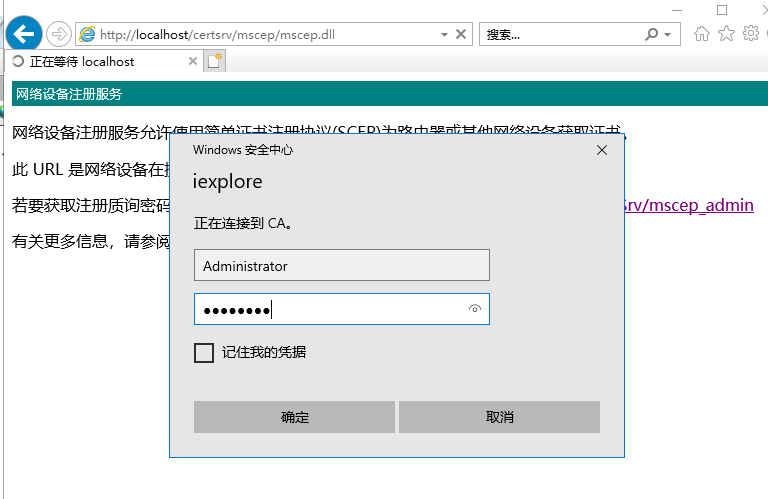 http://localhost/certsrv/mscep/mscep.dll
搜索...
正在等待 localhost
网络设备注册服务
网络设备注册服务允许使用简单证书注册协议(SCEP)为路由器或其他网络设备获取证书。
此 URL 是网络设备在
若要获取注册质询密码
srv/mscep_admin
有关更多信息，请参阅
Windows 安全中心
iexplore
正在连接到 CA。
Administrator
●●●●●●●●
记住我的凭据
确定
取消